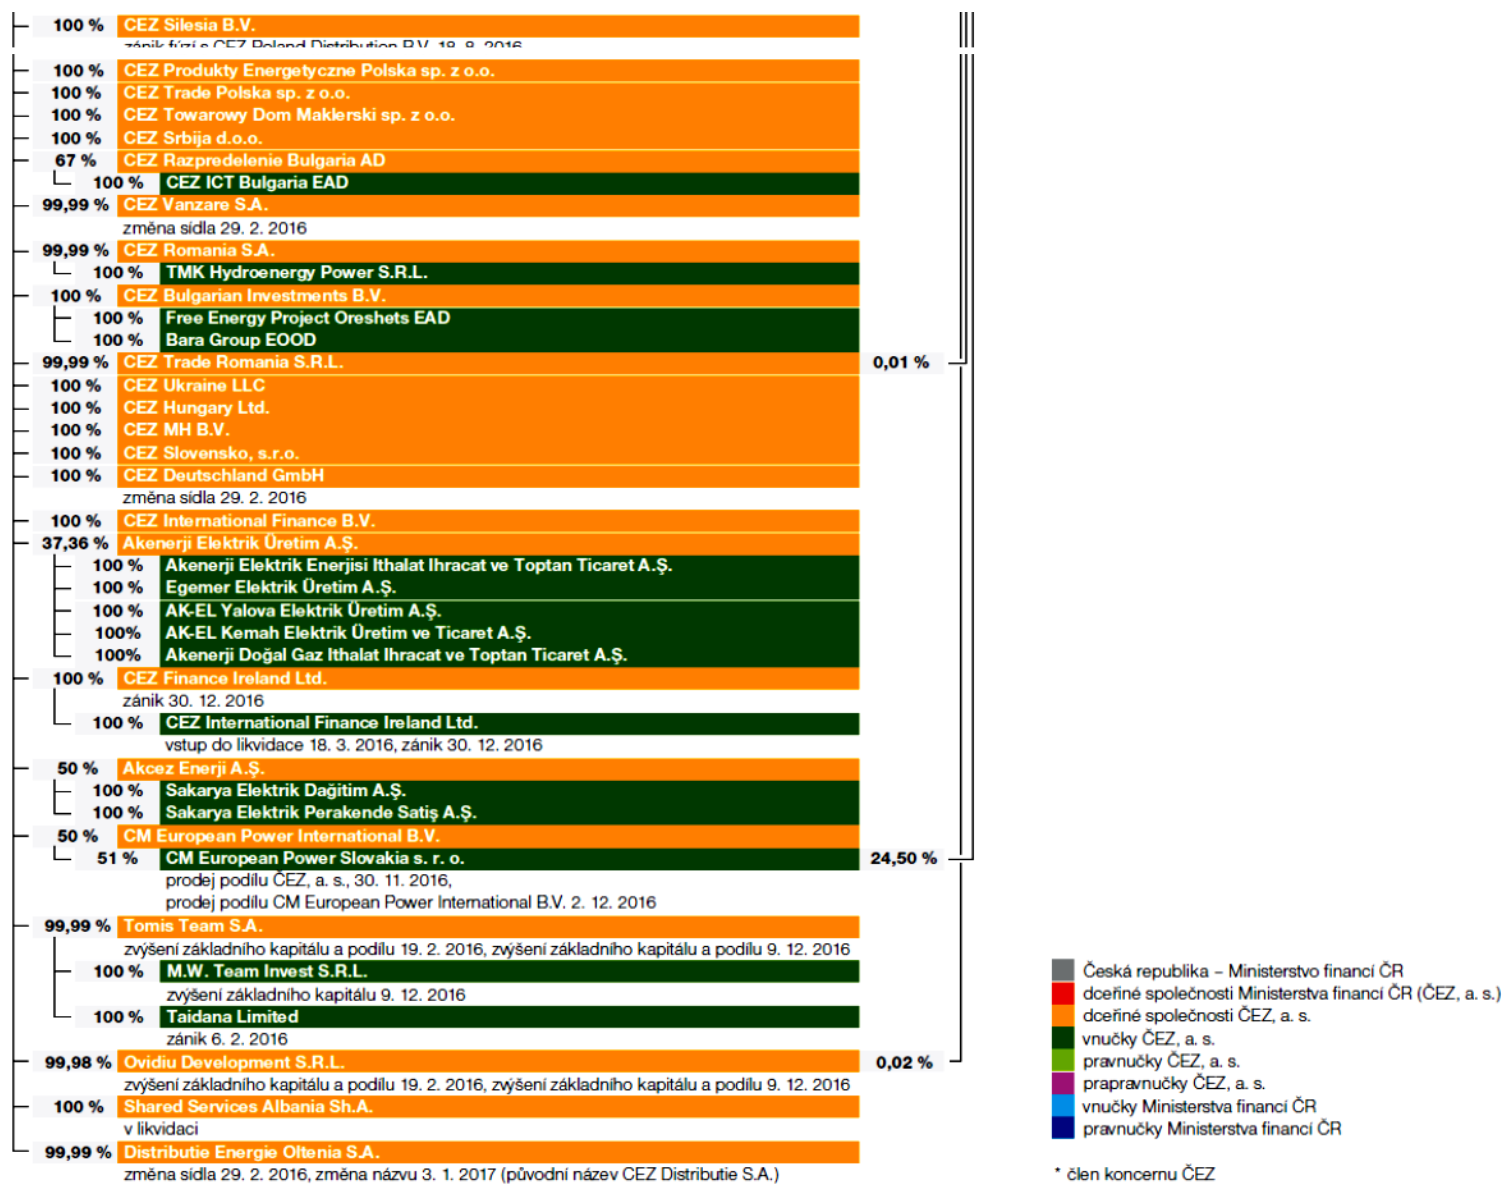 100 % CEZ Silesia B.V.
zánik fúzí s CEZ Poland Distribution B.V. 18. 8. 2016
100 % CEZ Produkty Energetyczne Polska sp. z o.o.
100 % CEZ Trade Polska sp. z o.o.
100 % CEZ Towarowy Dom Maklerski sp. z o.o.
100 % CEZ Srbija d.o.o.
67 % CEZ Razpredelenie Bulgaria AD
100 % CEZ ICT Bulgaria EAD
99,99 % CEZ Vanzare S.A.
změna sídla 29. 2. 2016
99,99 % CEZ Romania S.A.
100 % TMK Hydroenergy Power S.R.L.
100 % CEZ Bulgarian Investments B.V.
100 % Free Energy Project Oreshets EAD
100 % Bara Group EOOD
99,99 % CEZ Trade Romania S.R.L. 0,01 %
100 % CEZ Ukraine LLC
100 % CEZ Hungary Ltd.
100 % CEZ MH B.V.
100 % CEZ Slovensko, s.r.o.
100 % CEZ Deutschland GmbH
změna sídla 29. 2. 2016
100 % CEZ International Finance B.V.
37,36 % Akenerji Elektrik Üretim A.Ş.
100 % Akenerji Elektrik Enerjisi Ithalat Ihracat ve Toptan Ticaret A.Ş.
100 % Egemer Elektrik Üretim A.Ş.
100 % AK-EL Yalova Elektrik Üretim A.Ş.
100% AK-EL Kemah Elektrik Üretim ve Ticaret A.Ş.
100% Akenerji Doğal Gaz Ithalat Ihracat ve Toptan Ticaret A.Ş.
100 % CEZ Finance Ireland Ltd.
zánik 30. 12. 2016
100 % CEZ International Finance Ireland Ltd.
vstup do likvidace 18. 3. 2016, zánik 30. 12. 2016
50 % Akcez Enerji A.Ş.
100 % Sakarya Elektrik Dağitim A.Ş.
100 % Sakarya Elektrik Perakende Satiş A.Ş.
50 % CM European Power International B.V.
51 % CM European Power Slovakia s. r. o. 24,50 %
prodej podílu ČEZ, a. s., 30. 11. 2016,
prodej podílu CM European Power International B.V. 2. 12. 2016
99,99 % Tomis Team S.A.
zvýšení základního kapitálu a podílu 19. 2. 2016, zvýšení základního kapitálu a podílu 9. 12. 2016
100 % M.W. Team Invest S.R.L.
zvýšení základního kapitálu 9. 12. 2016
100 % Taidana Limited
zánik 6. 2. 2016
99,98 % Ovidiu Development S.R.L. 0,02 %
zvýšení základního kapitálu a podílu 19. 2. 2016, zvýšení základního kapitálu a podílu 9. 12. 2016
100 % Shared Services Albania Sh.A.
v likvidaci
99,99 % Distributie Energie Oltenia S.A.
změna sídla 29. 2. 2016, změna názvu 3. 1. 2017 (původní název CEZ Distributie S.A.)
Česká republika – Ministerstvo financí ČR
dceřiné společnosti Ministerstva financí ČR (ČEZ, a. s.)
dceřiné společnosti ČEZ, a. s.
vnučky ČEZ, a. s.
pravnučky ČEZ, a. s.
prapravnučky ČEZ, a. s.
vnučky Ministerstva financí ČR
pravnučky Ministerstva financí ČR
* člen koncernu ČEZ